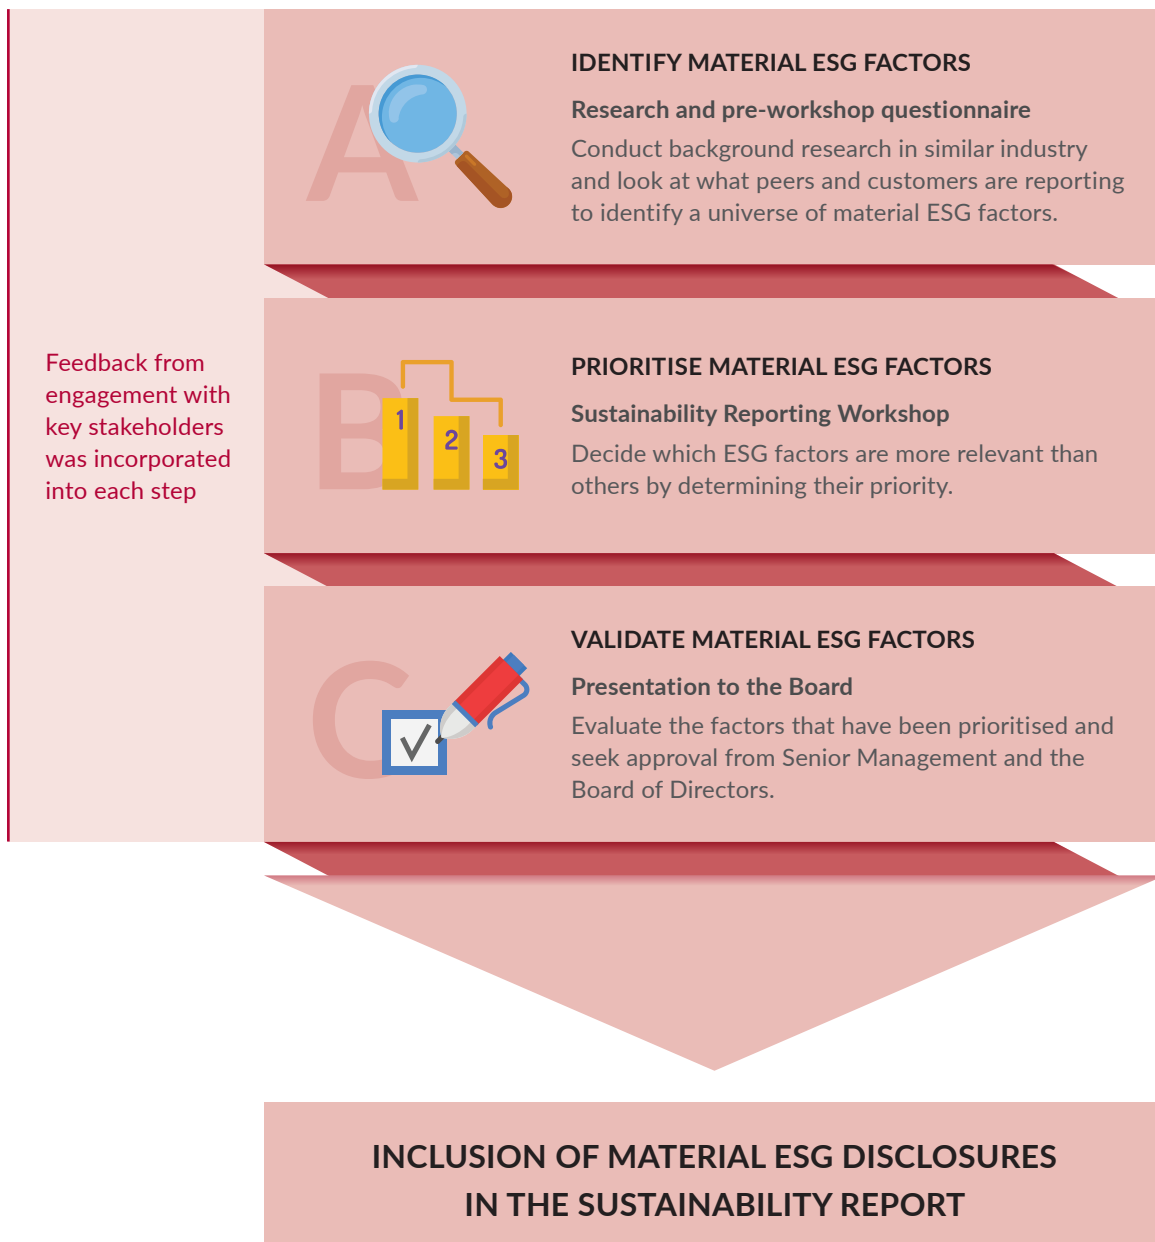 Feedback from
engagement with
key stakeholders
was incorporated
into each step
A
IDENTIFY MATERIAL ESG FACTORS
Research and pre-workshop questionnaire
Conduct background research in similar industry
and look at what peers and customers are reporting
to identify a universe of material ESG factors.
B
1
2
3
PRIORITISE MATERIAL ESG FACTORS
Sustainability Reporting Workshop
Decide which ESG factors are more relevant than
others by determining their priority.
C
VALIDATE MATERIAL ESG FACTORS
Presentation to the Board
Evaluate the factors that have been prioritised and
seek approval from Senior Management and the
Board of Directors.
INCLUSION OF MATERIAL ESG DISCLOSURES
IN THE SUSTAINABILITY REPORT